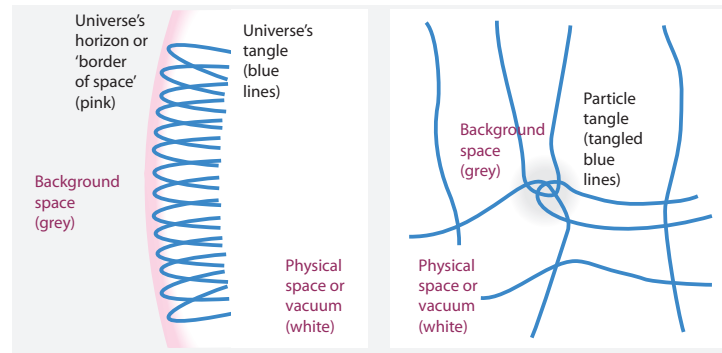 Universe’s
horizon or
‘border
of space’
(pink)
Universe’s
tangle
(blue
lines)
Background
space
(grey)
Physical
space or
vacuum
(white)
Background
space
(grey)
Particle
tangle
(tangled
blue
lines)
Physical
space or
vacuum
(white)